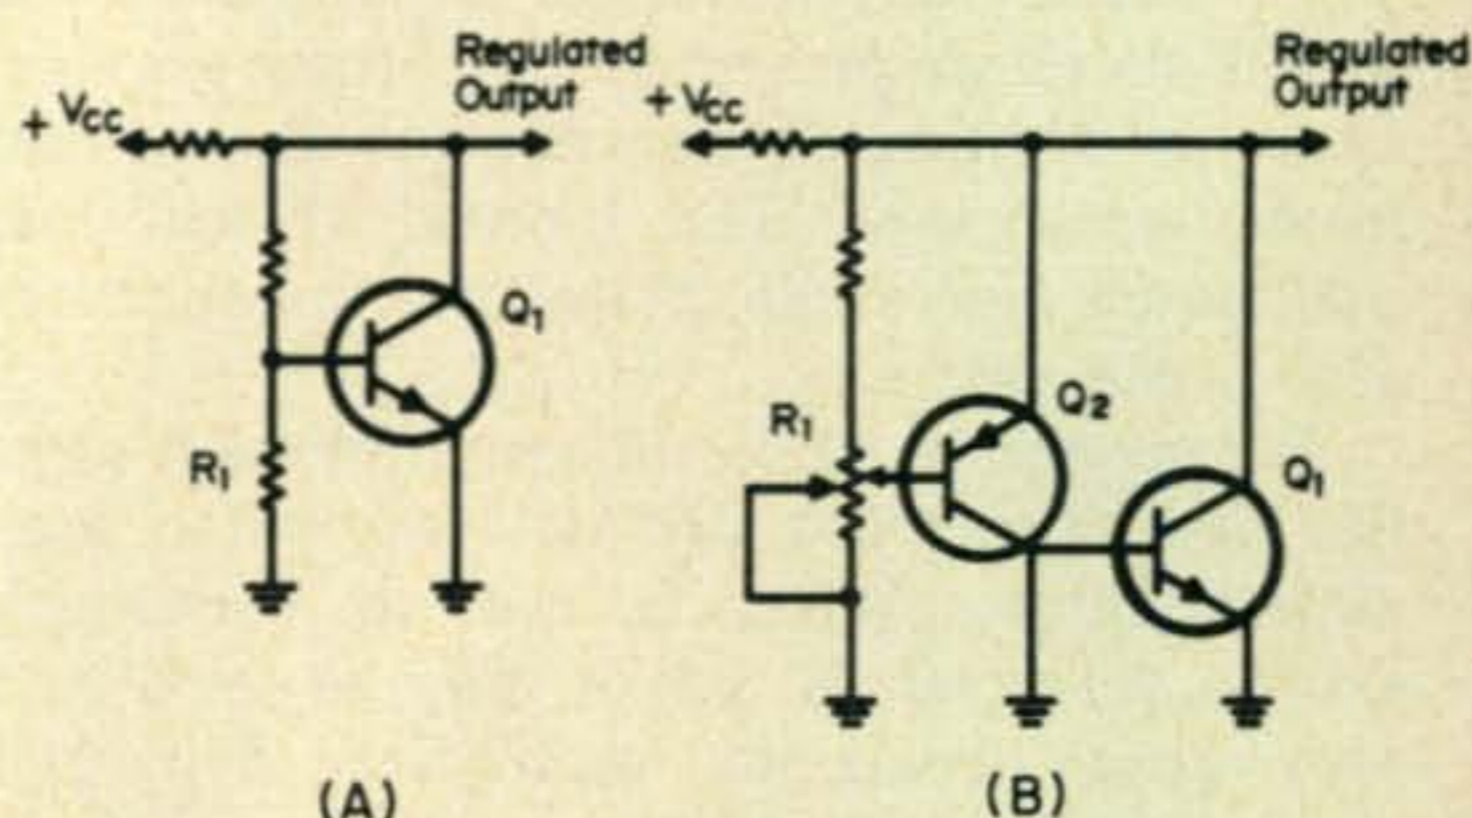 Regulated
Output
+ VCC
Q1
R1
(A)
Regulated
Output
+ VCC
Q2
R1
Q1
(B)